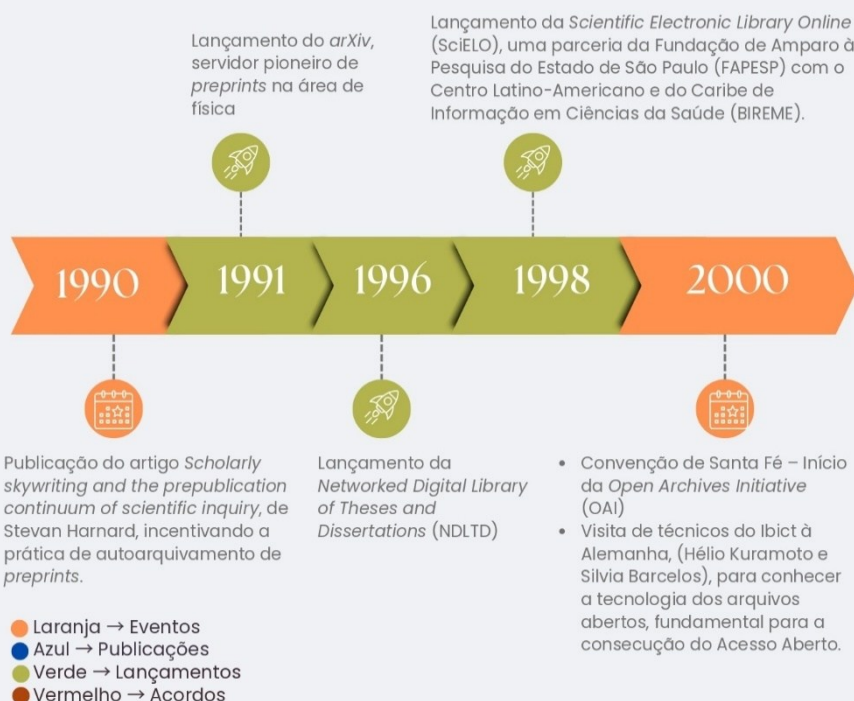 Lançamento do arXiv,
servidor pioneiro de
preprints na área de
física
Lançamento da Scientific Electronic Library Online
(SciELO), uma parceria da Fundação de Amparo à
Pesquisa do Estado de São Paulo (FAPESP) com o
Centro Latino-Americano e do Caribe de
Informação em Ciências da Saúde (BIREME).
1990
1991
1996
1998
2000
Publicação do artigo Scholarly
skywriting and the prepublication
continuum of scientific inquiry, de
Stevan Harnard, incentivando a
prática de autoarquivamento de
preprints.
Lançamento da
Networked Digital Library
of Theses and
Dissertations (NDLTD)
• Convenção de Santa Fé – Início
da Open Archives Initiative
(OAI)
• Visita de técnicos do Ibict à
Alemanha, (Hélio Kuramoto e
Silvia Barcelos), para conhecer
a tecnologia dos arquivos
abertos, fundamental para a
consecução do Acesso Aberto.
Laranja → Eventos
Azul → Publicações
Verde → Lançamentos
Vermelho → Acordos